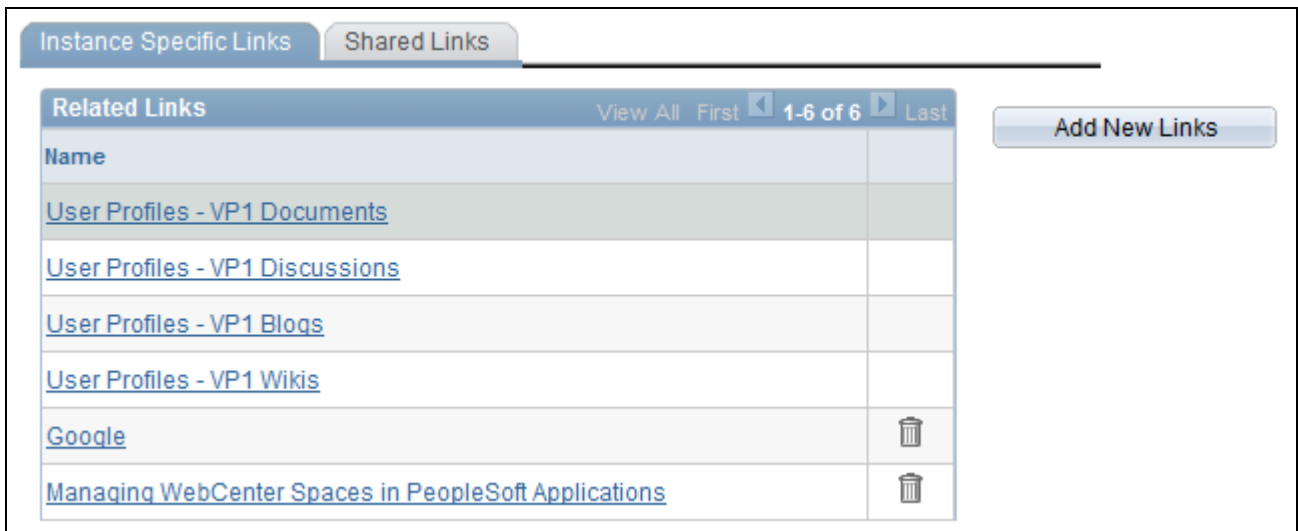 Instance Specific Links Shared Links
Related Links View All First 1-6 of 6 Last
Add New Links
Name
User Profiles - VP1 Documents
User Profiles - VP1 Discussions
User Profiles - VP1 Blogs
User Profiles - VP1 Wikis
Google
Managing WebCenter Spaces in PeopleSoft Applications